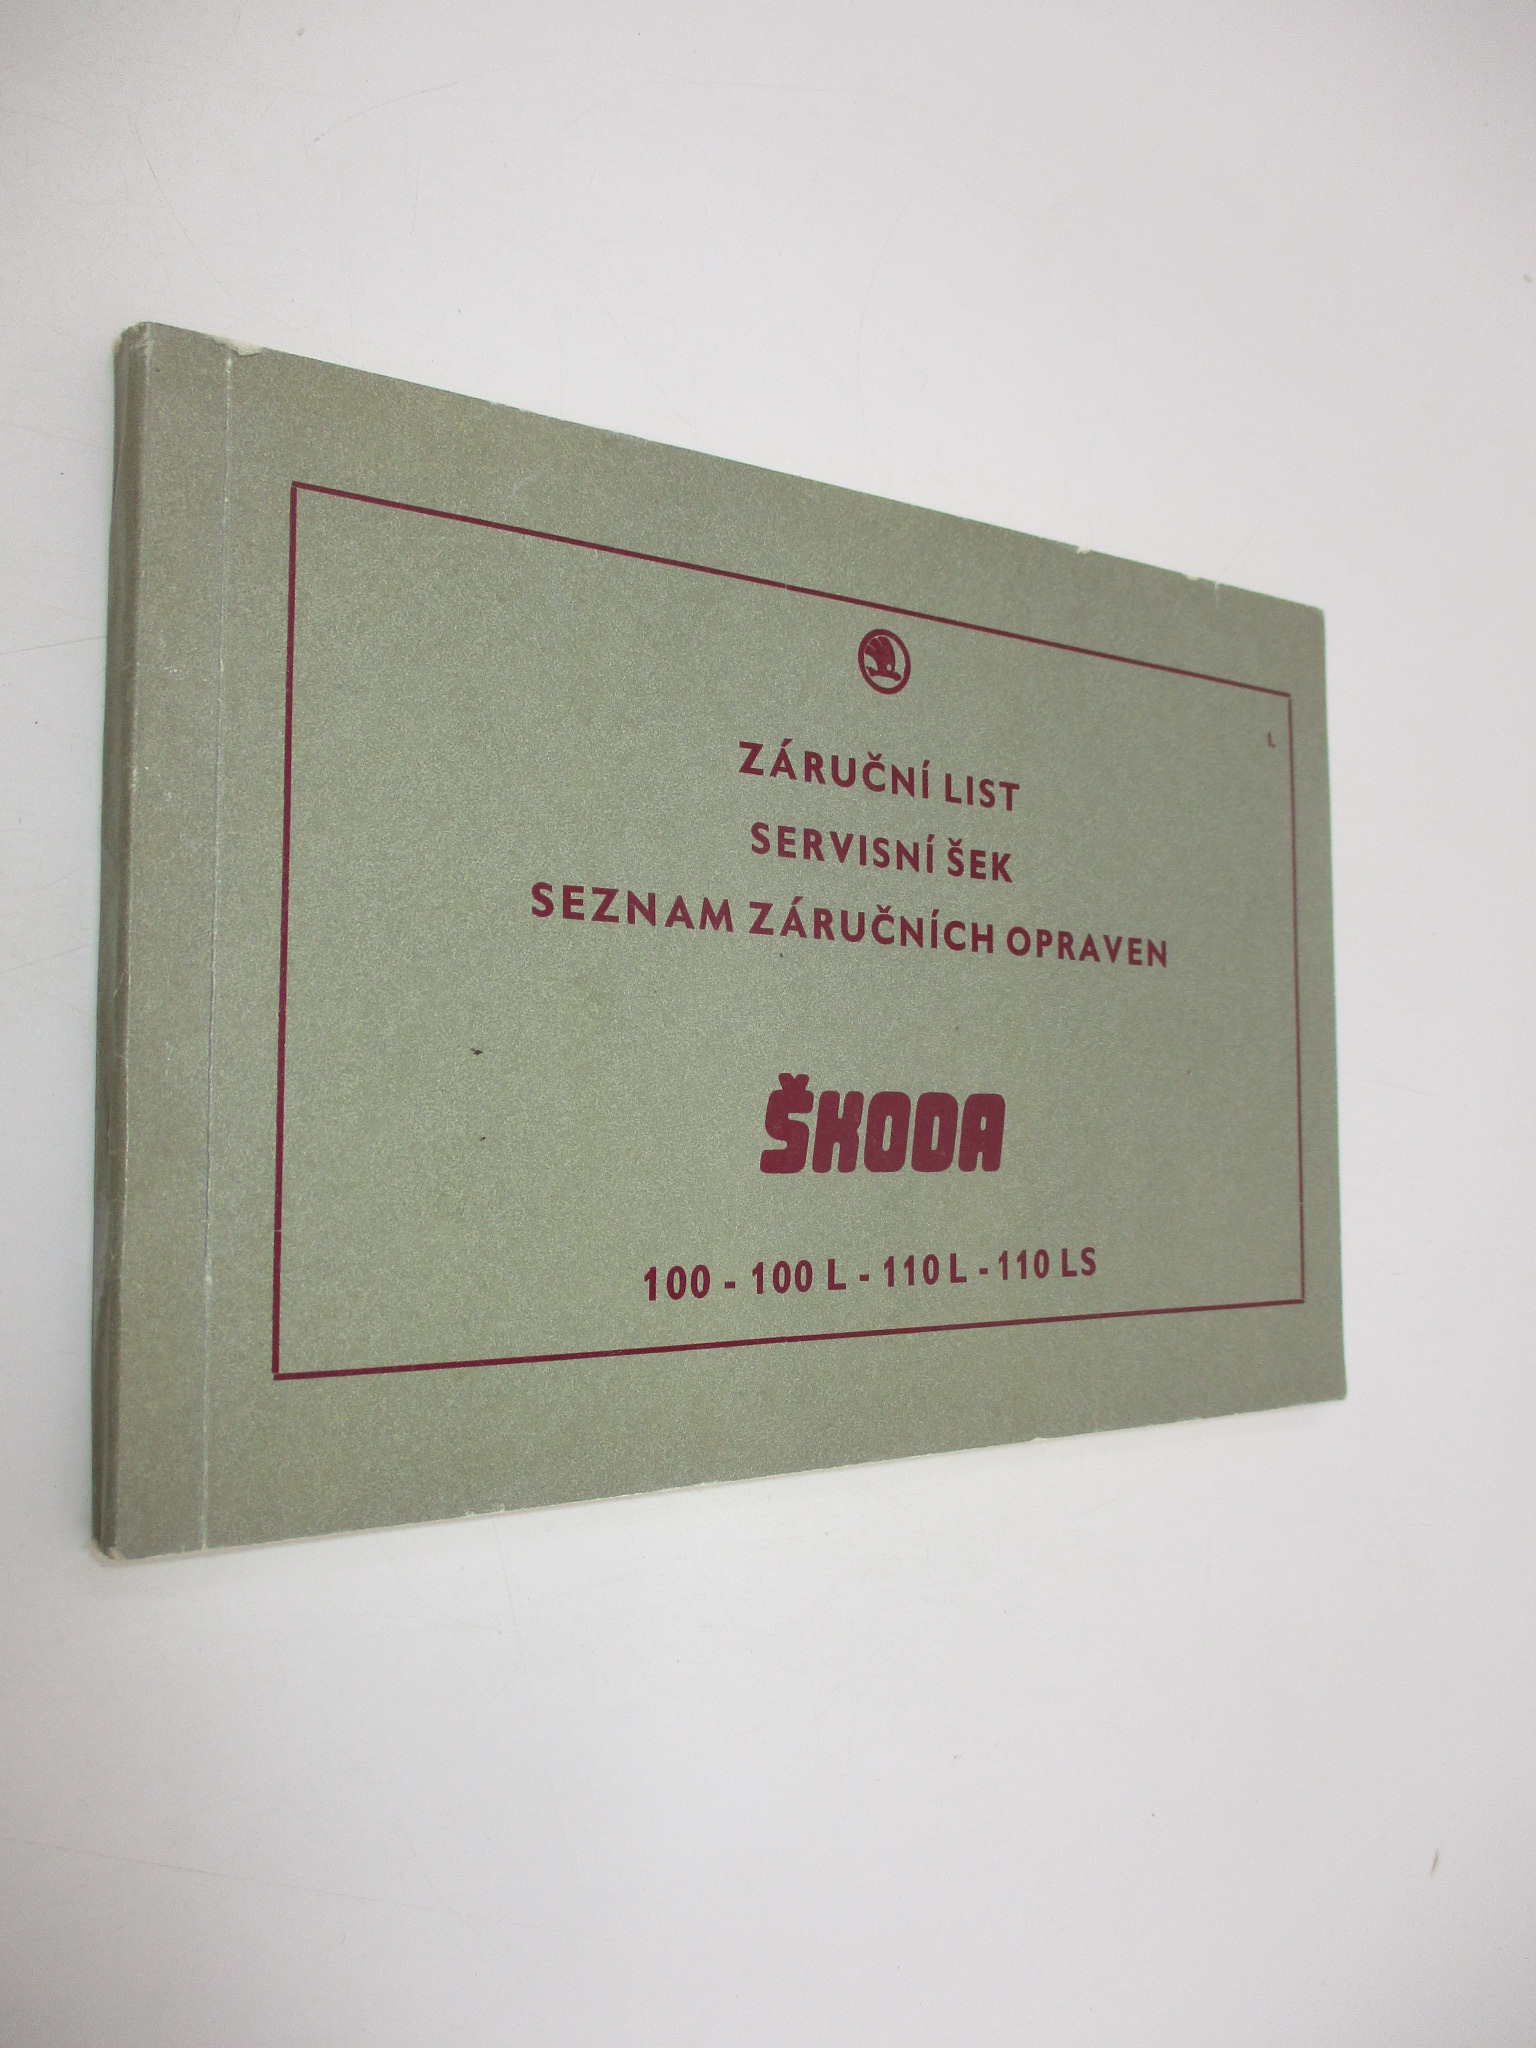 I.
ZÁRUČNÍ LIST
SERVISNÍ ŠEK
SEZNAM ZÁRUČNÍCH OPRAVEN
ŠKODA
100 - 100 L - 110 L - 110 LS